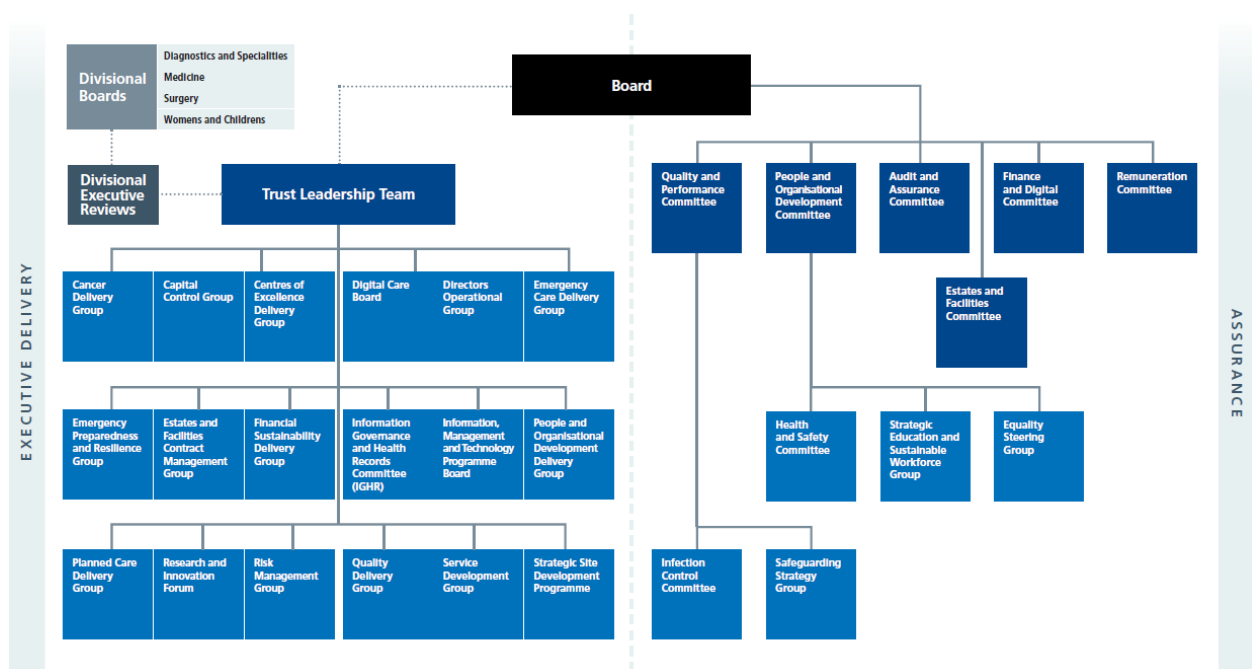 EXECUTIVE DELIVERY
Divisional
Boards
Diagnostics and Specialities
Medicine
Surgery
Womens and Childrens
Board
Divisional
Executive
Reviews
Trust Leadership Team
Quality and
Performance
Committee
People and
Organisational
Development
Committee
Audit and
Assurance
Committee
Finance
and Digital
Committee
Remuneration
Committee
Cancer
Delivery
Group
Capital
Control Group
Centres of
Excellence
Delivery
Group
Digital Care
Board
Directors
Operational
Group
Emergency
Care Delivery
Group
Estates and
Facilities
Committee
Emergency
Preparedness
and Resilience
Group
Estates and
Facilities
Contract
Management
Group
Financial
Sustainability
Delivery
Group
Information
Governance
and Health
Records
Committee
(IGHR)
Information,
Management
and Technology
Programme
Board
People and
Organisational
Development
Delivery Group
Health
and Safety
Committee
Strategic
Education and
Sustainable
Workforce
Group
Equality
Steering
Group
Planned Care
Delivery
Group
Research and
Innovation
Forum
Risk
Management
Group
Quality
Delivery
Group
Service
Development
Group
Strategic Site
Development
Programme
Infection
Control
Committee
Safeguarding
Strategy
Group
ASSURANCE